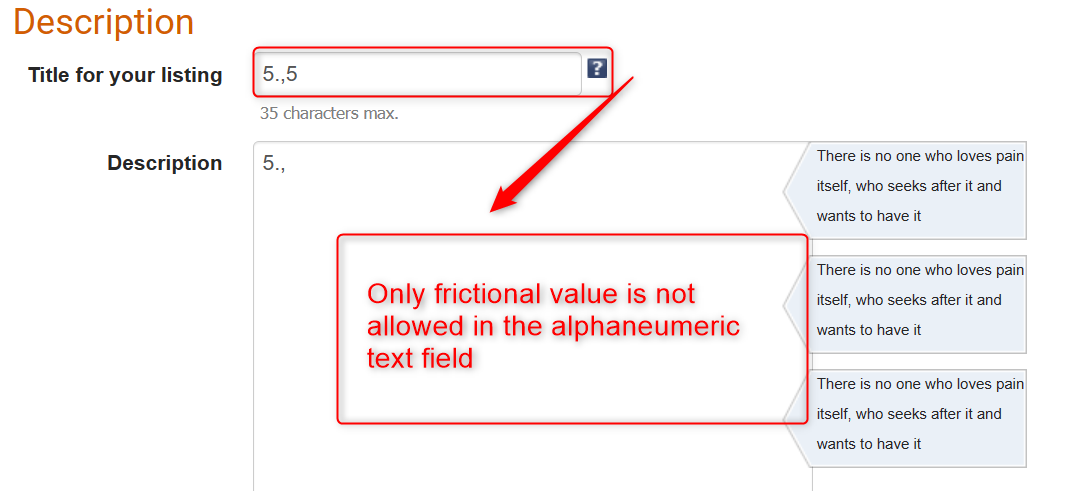 Description
Title for your listing
5.,5
?
35 characters max.
Description
5.,
There is no one who loves pain
itself, who seeks after it and
wants to have it
Only frictional value is not
allowed in the alphaneumeric
text field
There is no one who loves pain
itself, who seeks after it and
wants to have it
There is no one who loves pain
itself, who seeks after it and
wants to have it